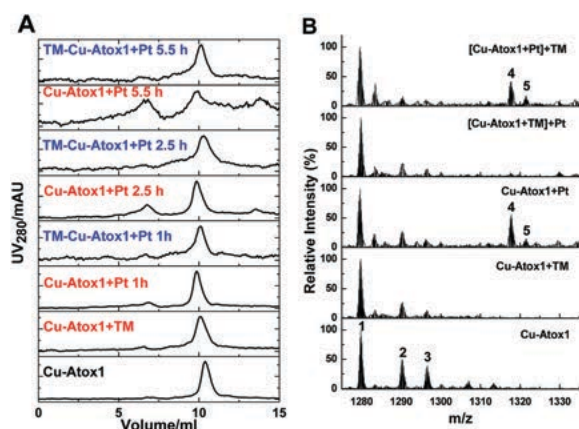 A
UV280/mAU
TM-Cu-Atox1+Pt 5.5 h
Cu-Atox1+Pt 5.5 h
TM-Cu-Atox1+Pt 2.5 h
Cu-Atox1+Pt 2.5 h
TM-Cu-Atox1+Pt 1h
Cu-Atox1+Pt 1h
Cu-Atox1+TM
Cu-Atox1
0 5 10 15
Volume/ml
B
Relative Intensity (%)
100
50
0
[Cu-Atox1+Pt]+TM
4
5
100
50
0
[Cu-Atox1+TM]+Pt
100
50
0
Cu-Atox1+Pt
4
5
100
50
0
Cu-Atox1+TM
100
50
0
Cu-Atox1
1
2
3
1280 1290 1300 1310 1320 1330
m/z